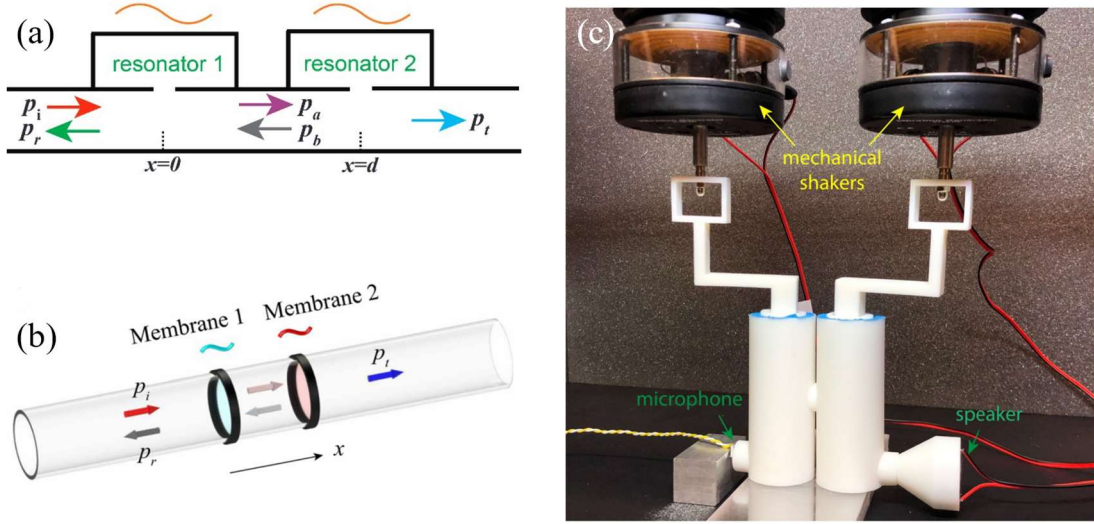 (a)
resonator 1
resonator 2
p_i
p_r
p_a
p_b
p_t
x=0
x=d
(b)
Membrane 1
Membrane 2
p_i
p_r
p_t
x
(c)
mechanical
shakers
microphone
speaker